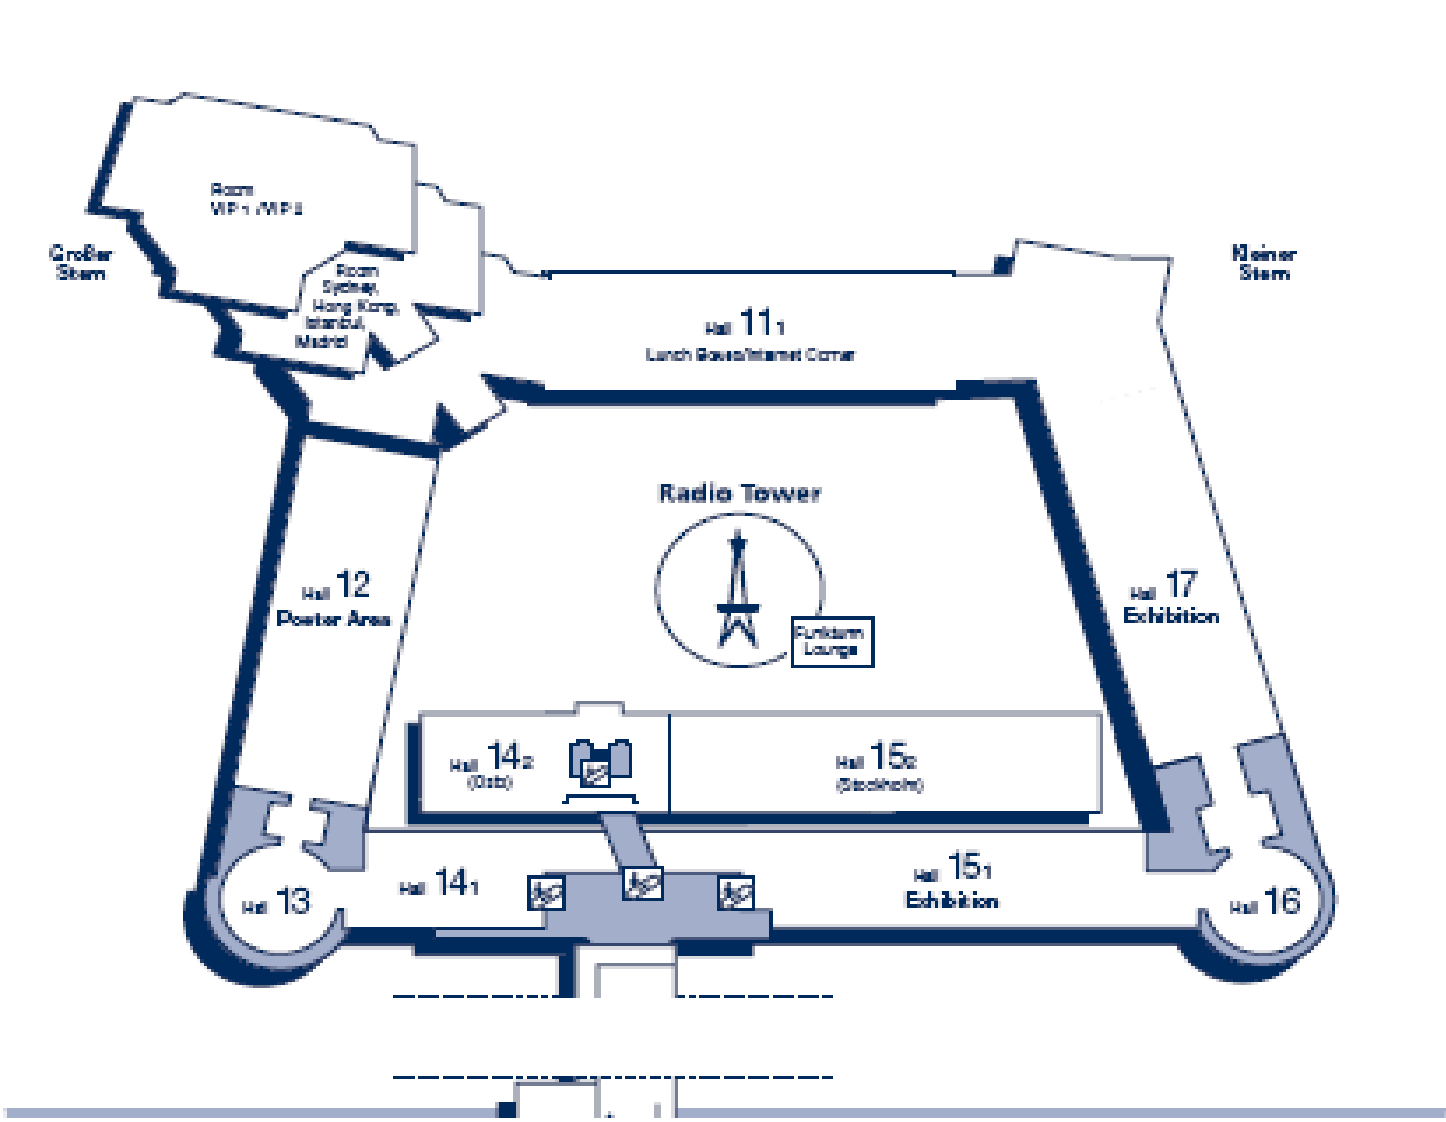 Room
VIP 1 / VIP 2
Großer
Stern
Room
Sydney,
Hong Kong,
Istanbul,
Madrid
Kleiner
Stern
Hall 11 1
Lunch Boxes/Internet Corner
Radio Tower
Funkturm
Lounge
Hall 12
Poster Area
Hall 17
Exhibition
Hall 14 2
(Oslo)
Hall 15 2
(Stockholm)
Hall 13
Hall 14 1
Hall 15 1
Exhibition
Hall 16